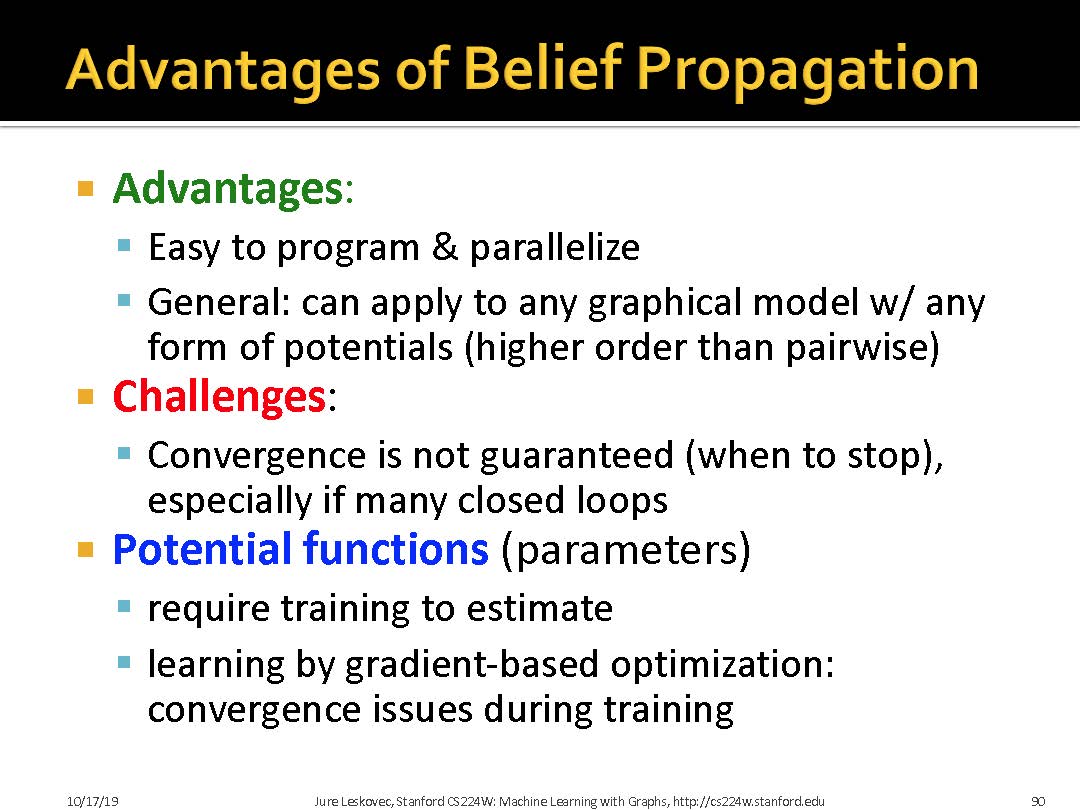 Advantages of Belief Propagation
Advantages:
Easy to program & parallelize
General: can apply to any graphical model w/ any
form of potentials (higher order than pairwise)
Challenges:
Convergence is not guaranteed (when to stop),
especially if many closed loops
Potential functions (parameters)
require training to estimate
learning by gradient-based optimization:
convergence issues during training
10/17/19
Jure Leskovec, Stanford CS224W: Machine Learning with Graphs, http://cs224w.stanford.edu
90